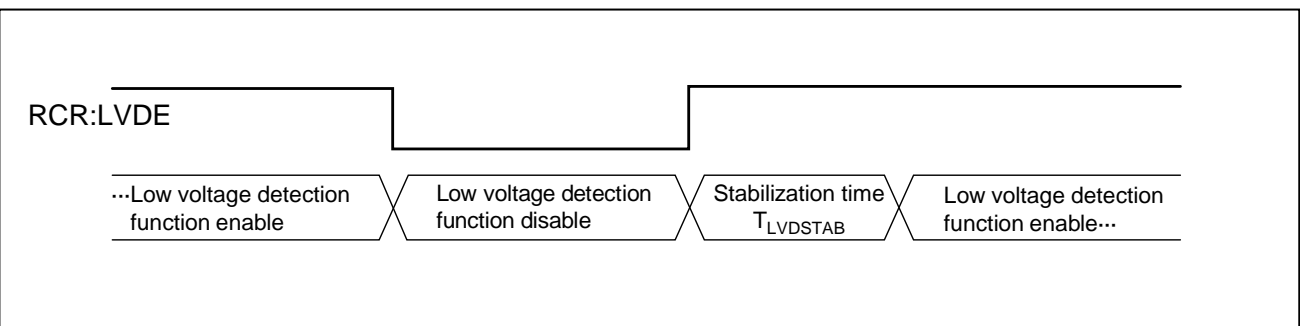 RCR:LVDE
···Low voltage detection
function enable
Low voltage detection
function disable
Stabilization time
TLVDSTAB
Low voltage detection
function enable···